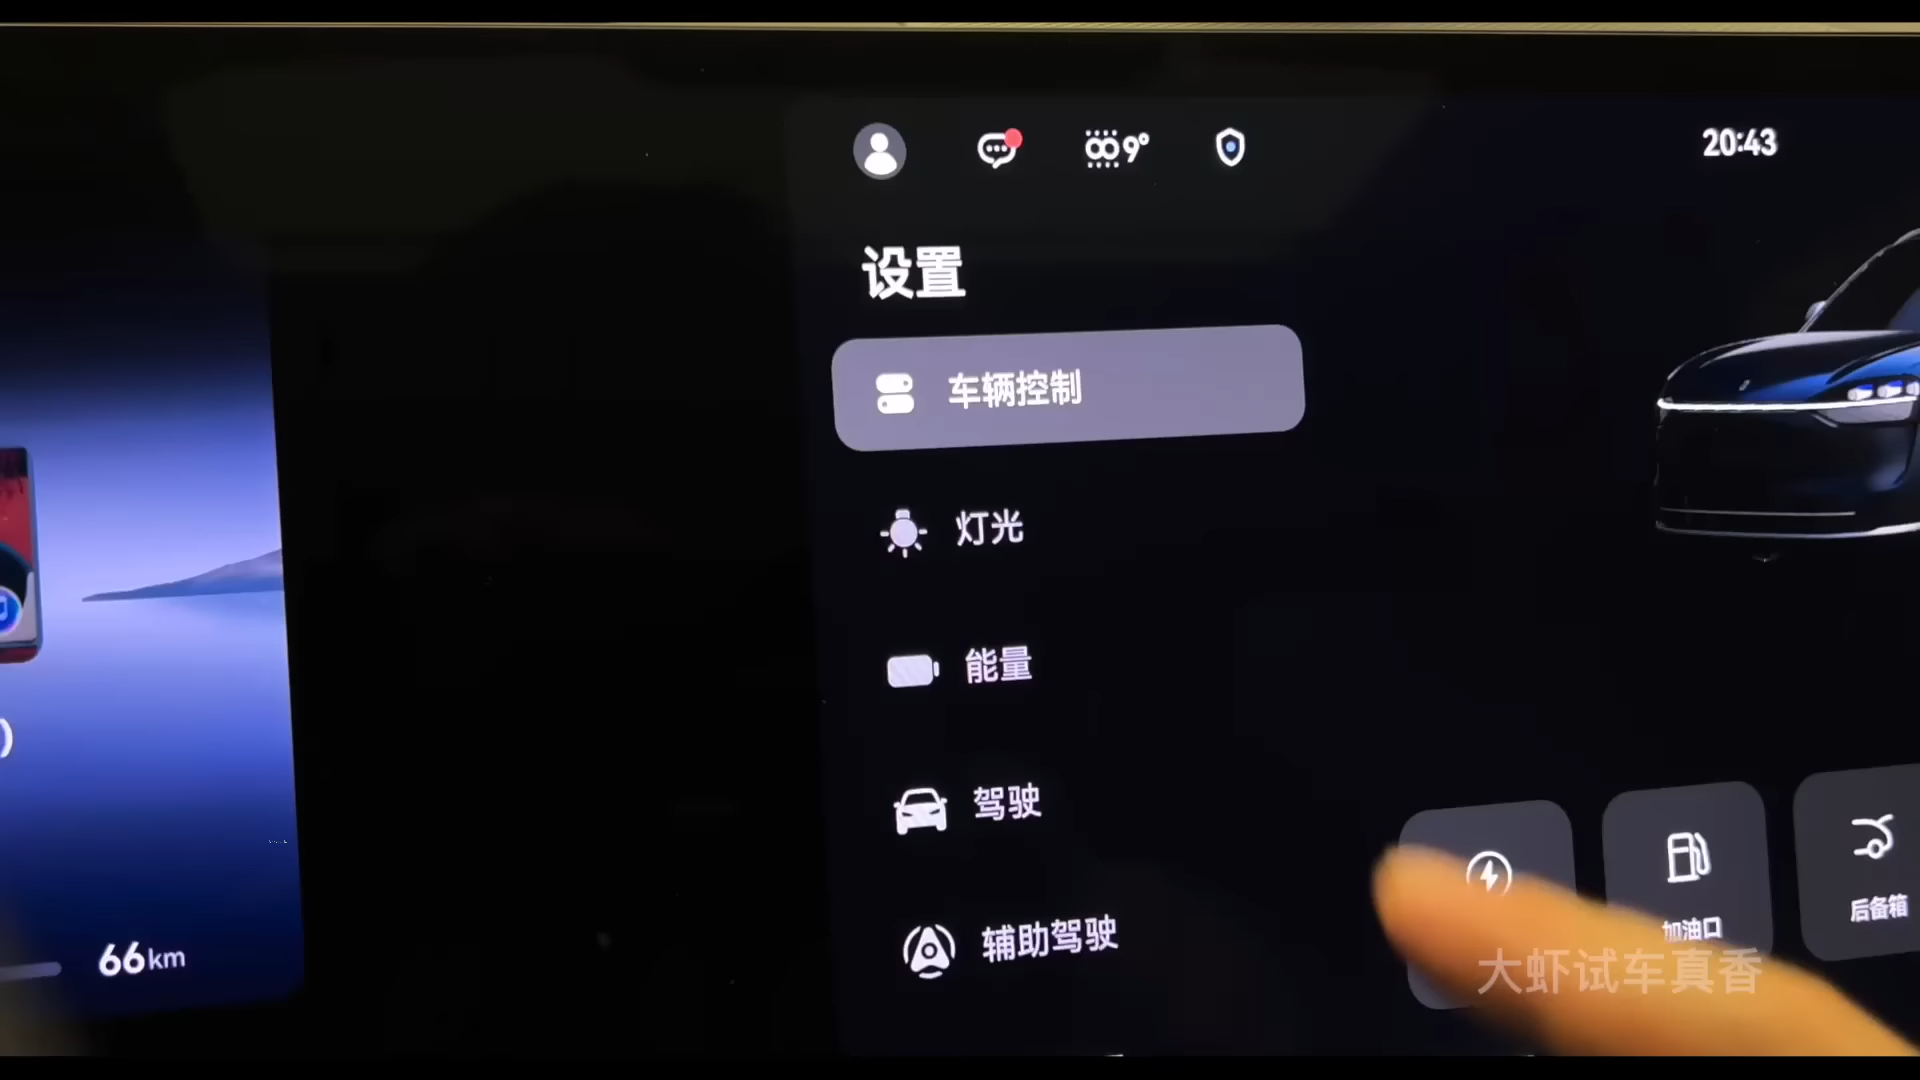 9°
20:43
设置
车辆控制
灯光
能量
驾驶
辅助驾驶
加油口
后备箱
66km
大虾试车真香